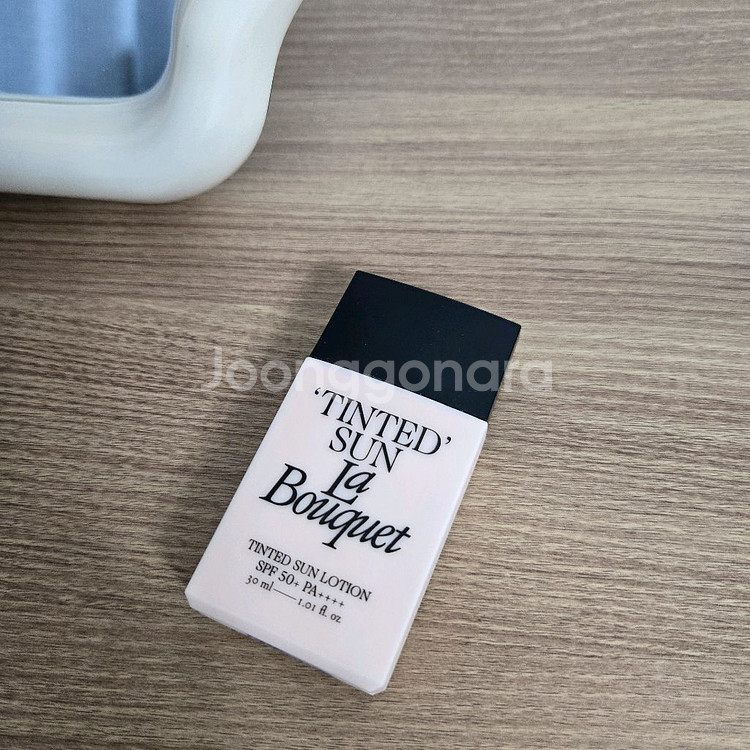 Joonggonara
‘TINTED’
SUN
La
Bouquet
TINTED SUN LOTION
SPF 50+ PA++++
30 ml——1.01 fl. oz